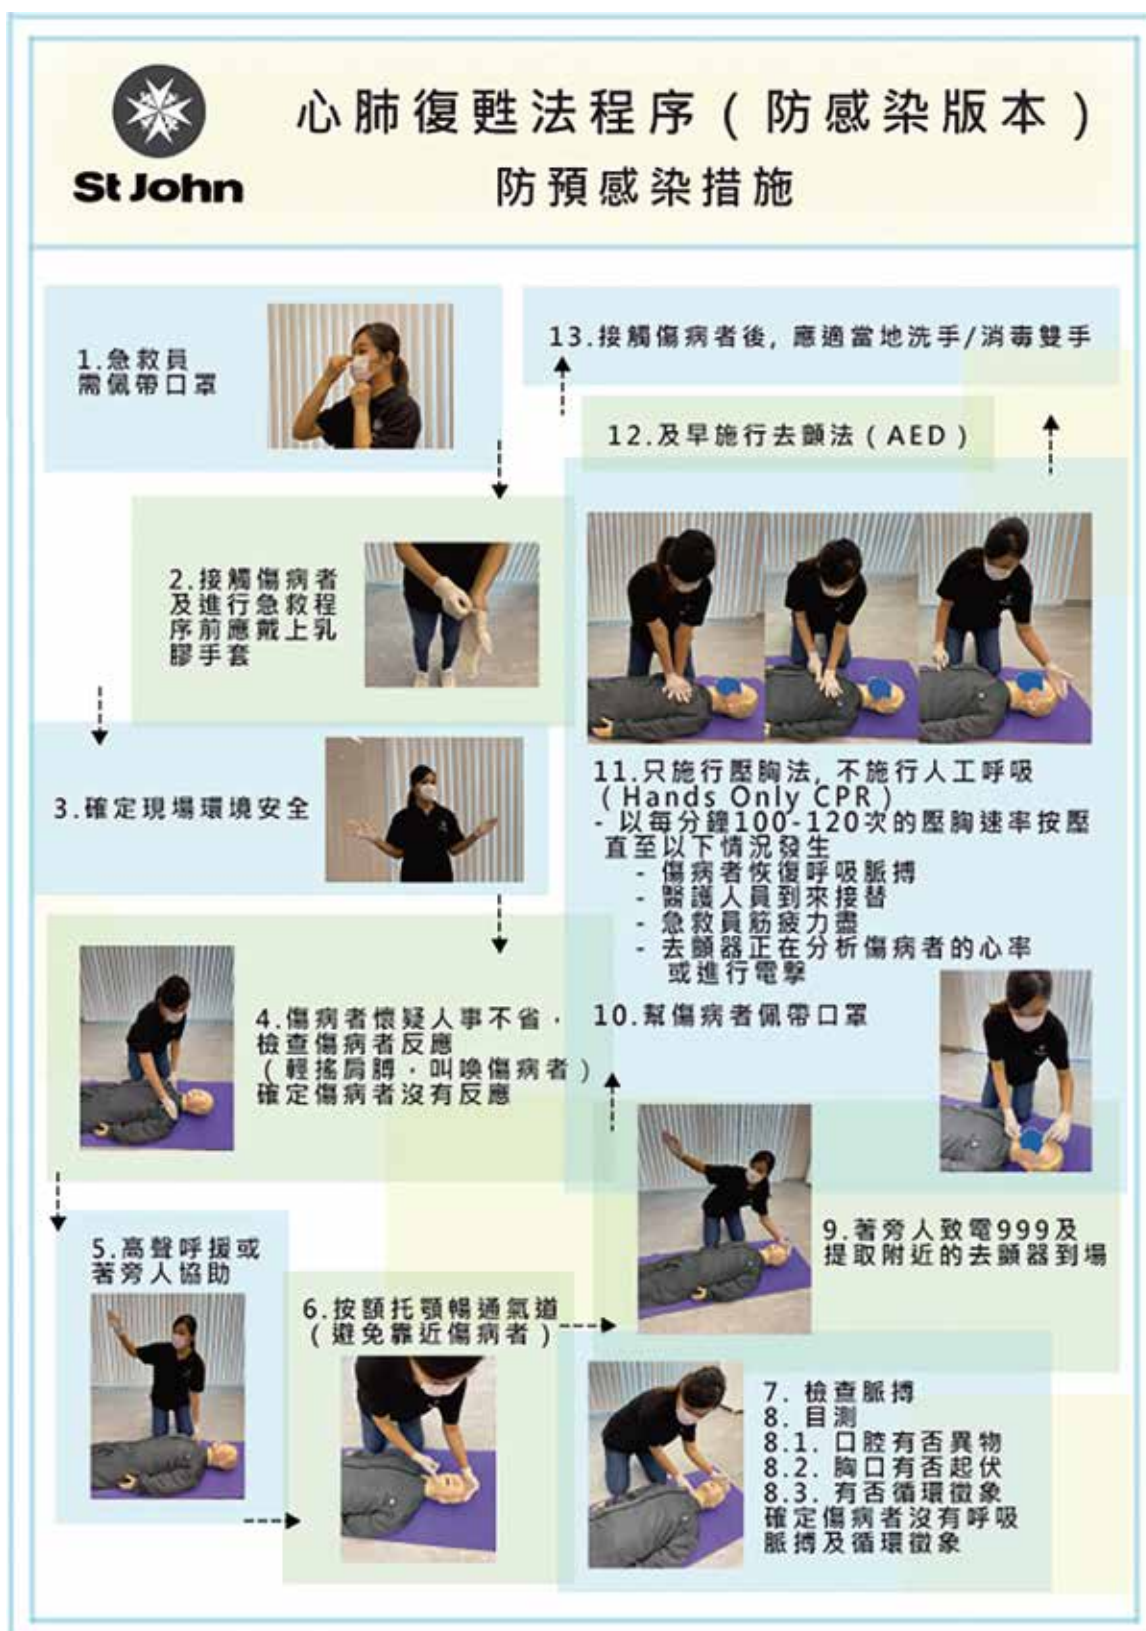 St John
心肺復甦法程序(防感染版本)
防預感染措施
1.急救員
需佩帶口罩
2.接觸傷病者
及進行急救程
序前應戴上乳
膠手套
3.確定現場環境安全
4.傷病者懷疑人事不省,
檢查傷病者反應
(輕搖肩膊,叫喚傷病者)
確定傷病者沒有反應
5.高聲呼援或
著旁人協助
6.按額托顎暢通氣道
(避免靠近傷病者)
7. 檢查脈搏
8. 目測
8.1. 口腔有否異物
8.2. 胸口有否起伏
8.3. 有否循環徵象
確定傷病者沒有呼吸
脈搏及循環徵象
9.著旁人致電999及
提取附近的去顫器到場
10.幫傷病者佩帶口罩
11.只施行壓胸法, 不施行人工呼吸
(Hands Only CPR)
- 以每分鐘100-120次的壓胸速率按壓
直至以下情況發生
- 傷病者恢復呼吸脈搏
- 醫護人員到來接替
- 急救員筋疲力盡
- 去顫器正在分析傷病者的心率
或進行電擊
12.及早施行去顫法(AED)
13.接觸傷病者後, 應適當地洗手/消毒雙手